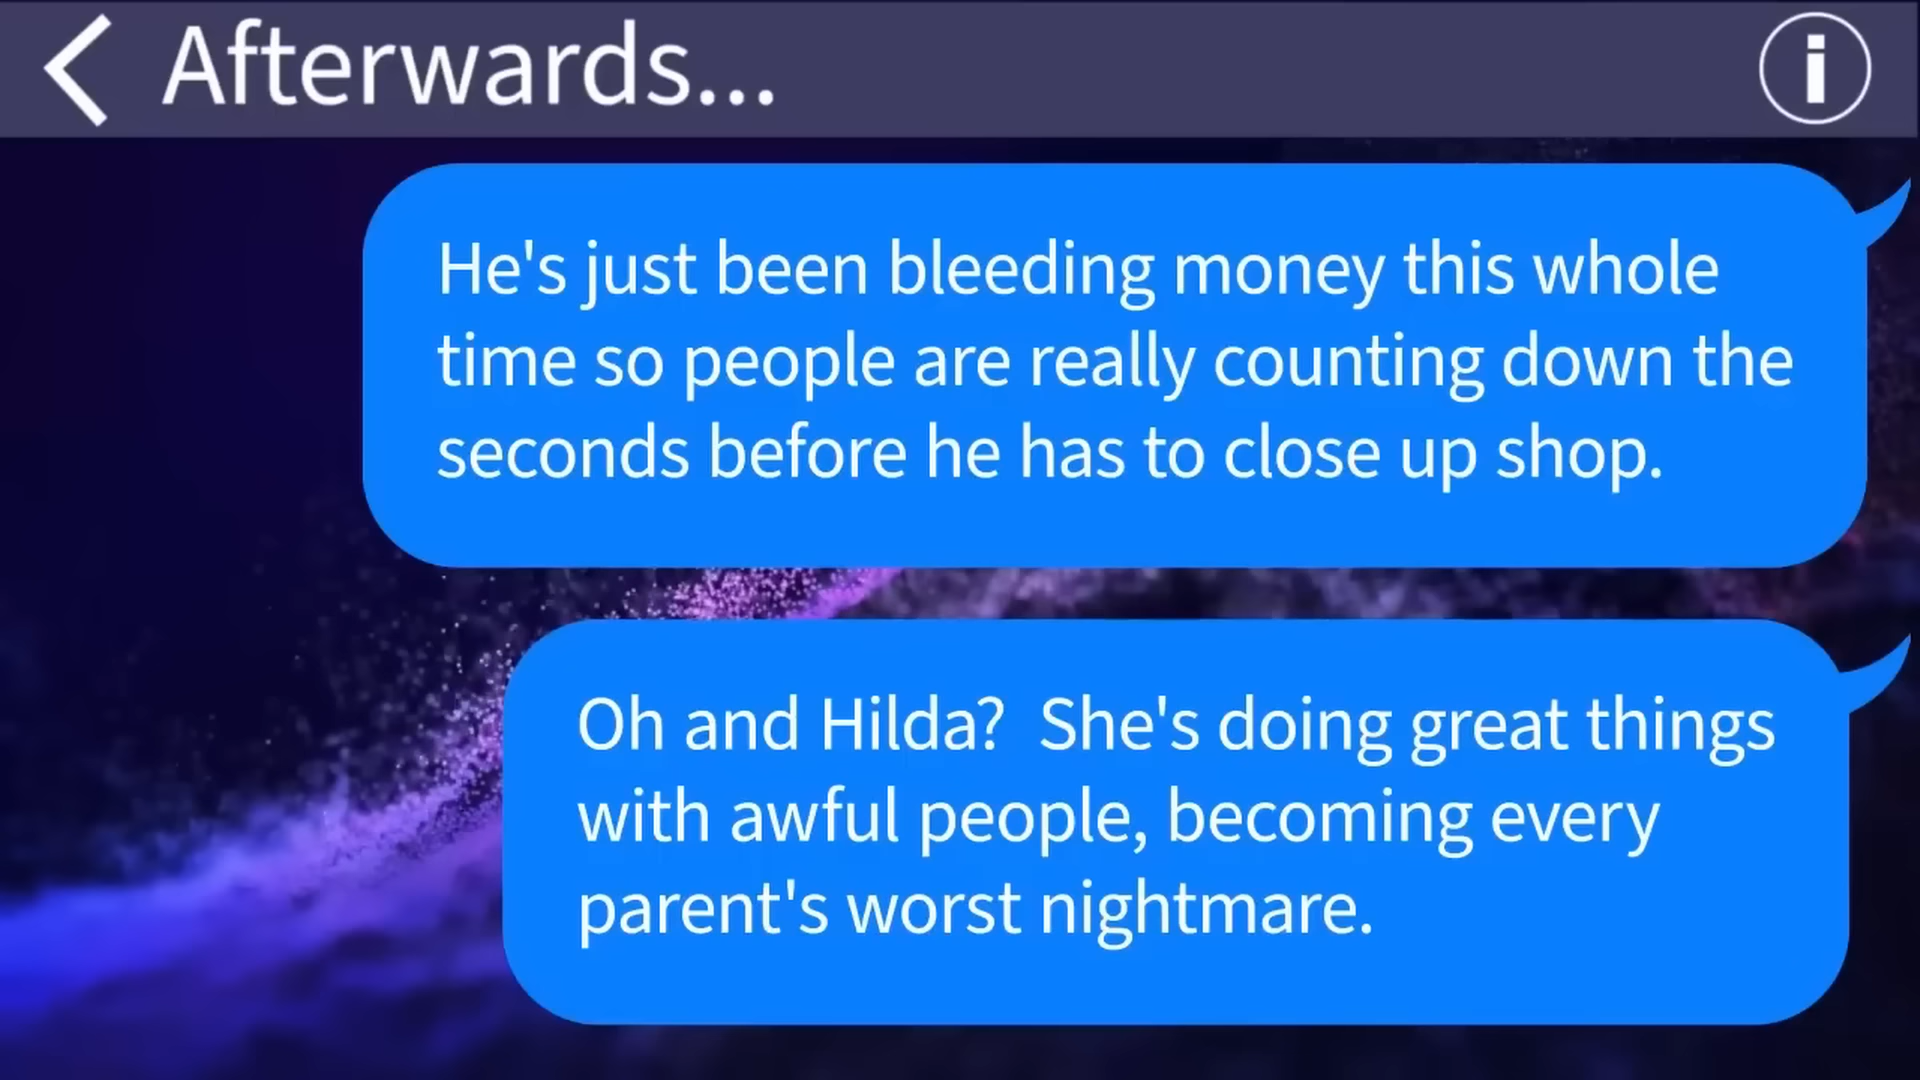 Afterwards...
He's just been bleeding money this whole
time so people are really counting down the
seconds before he has to close up shop.
Oh and Hilda?  She's doing great things
with awful people, becoming every
parent's worst nightmare.